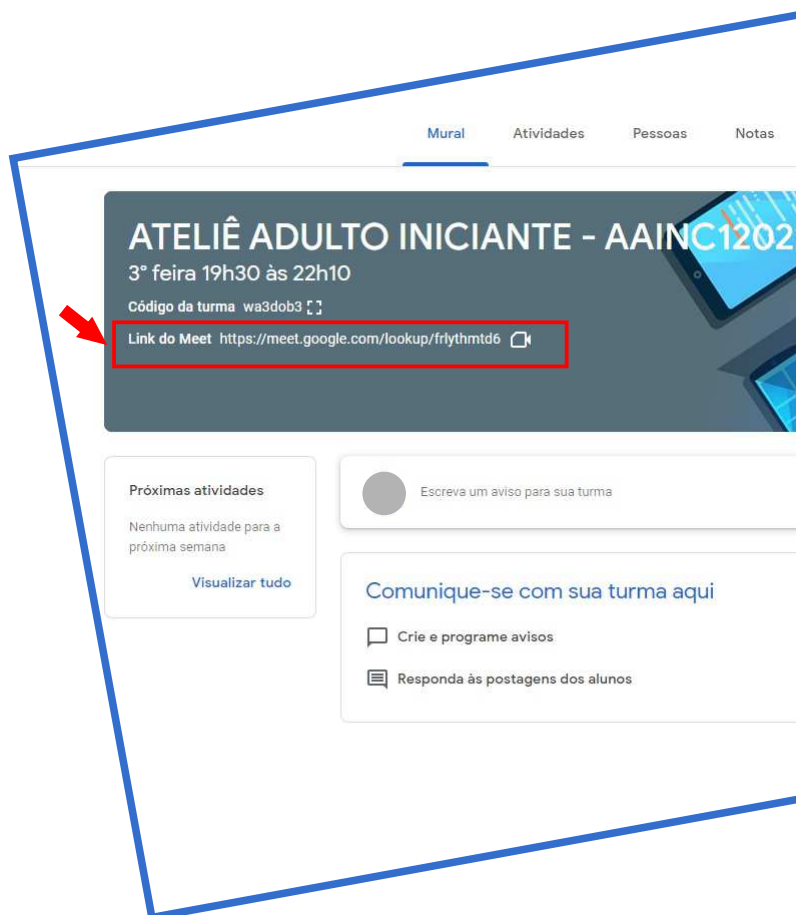 Mural Atividades Pessoas Notas
ATELIÊ ADULTO INICIANTE - AAINC1202
3ª feira 19h30 às 22h10
Código da turma wa3dob3
Link do Meet https://meet.google.com/lookup/frlythmtd6
Próximas atividades
Nenhuma atividade para a
próxima semana
Visualizar tudo
Escreva um aviso para sua turma
Comunique-se com sua turma aqui
Crie e programe avisos
Responda às postagens dos alunos